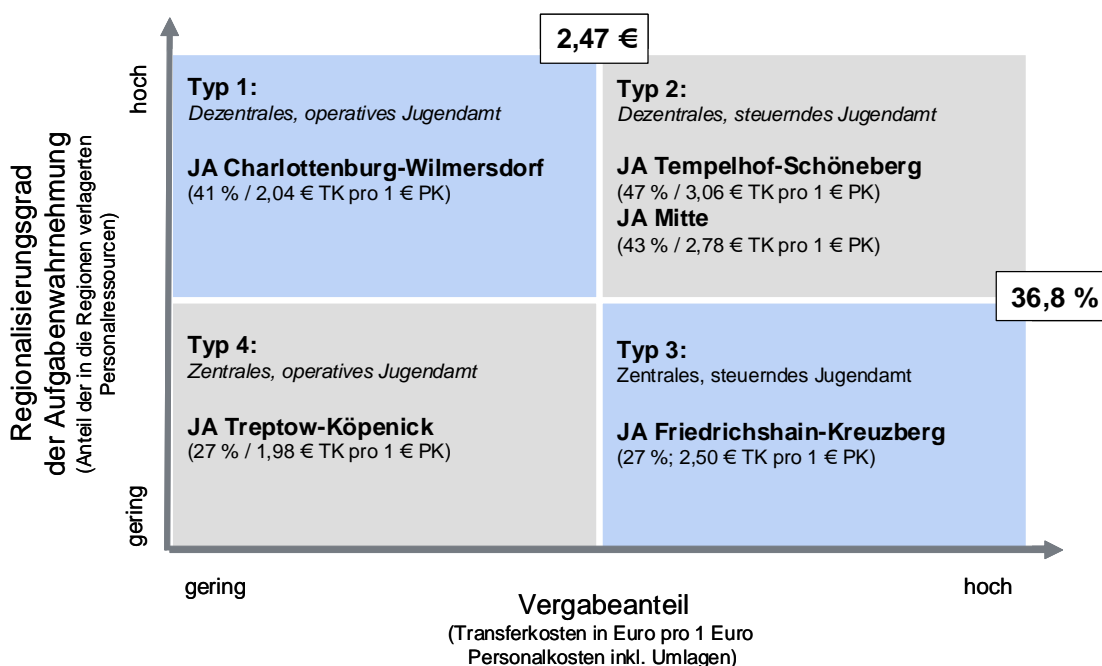 2,47 €
hoch
Typ 1:
Dezentrales, operatives Jugendamt
JA Charlottenburg-Wilmersdorf
(41 % / 2,04 € TK pro 1 € PK)
Typ 2:
Dezentrales, steuerndes Jugendamt
JA Tempelhof-Schöneberg
(47 % / 3,06 € TK pro 1 € PK)
JA Mitte
(43 % / 2,78 € TK pro 1 € PK)
36,8 %
Regionalisierungsgrad
der Aufgabenwahrnehmung
(Anteil der in die Regionen verlagerten
Personalressourcen)
Typ 4:
Zentrales, operatives Jugendamt
JA Treptow-Köpenick
(27 % / 1,98 € TK pro 1 € PK)
Typ 3:
Zentrales, steuerndes Jugendamt
JA Friedrichshain-Kreuzberg
(27 %; 2,50 € TK pro 1 € PK)
gering
gering
hoch
Vergabeanteil
(Transferkosten in Euro pro 1 Euro
Personalkosten inkl. Umlagen)